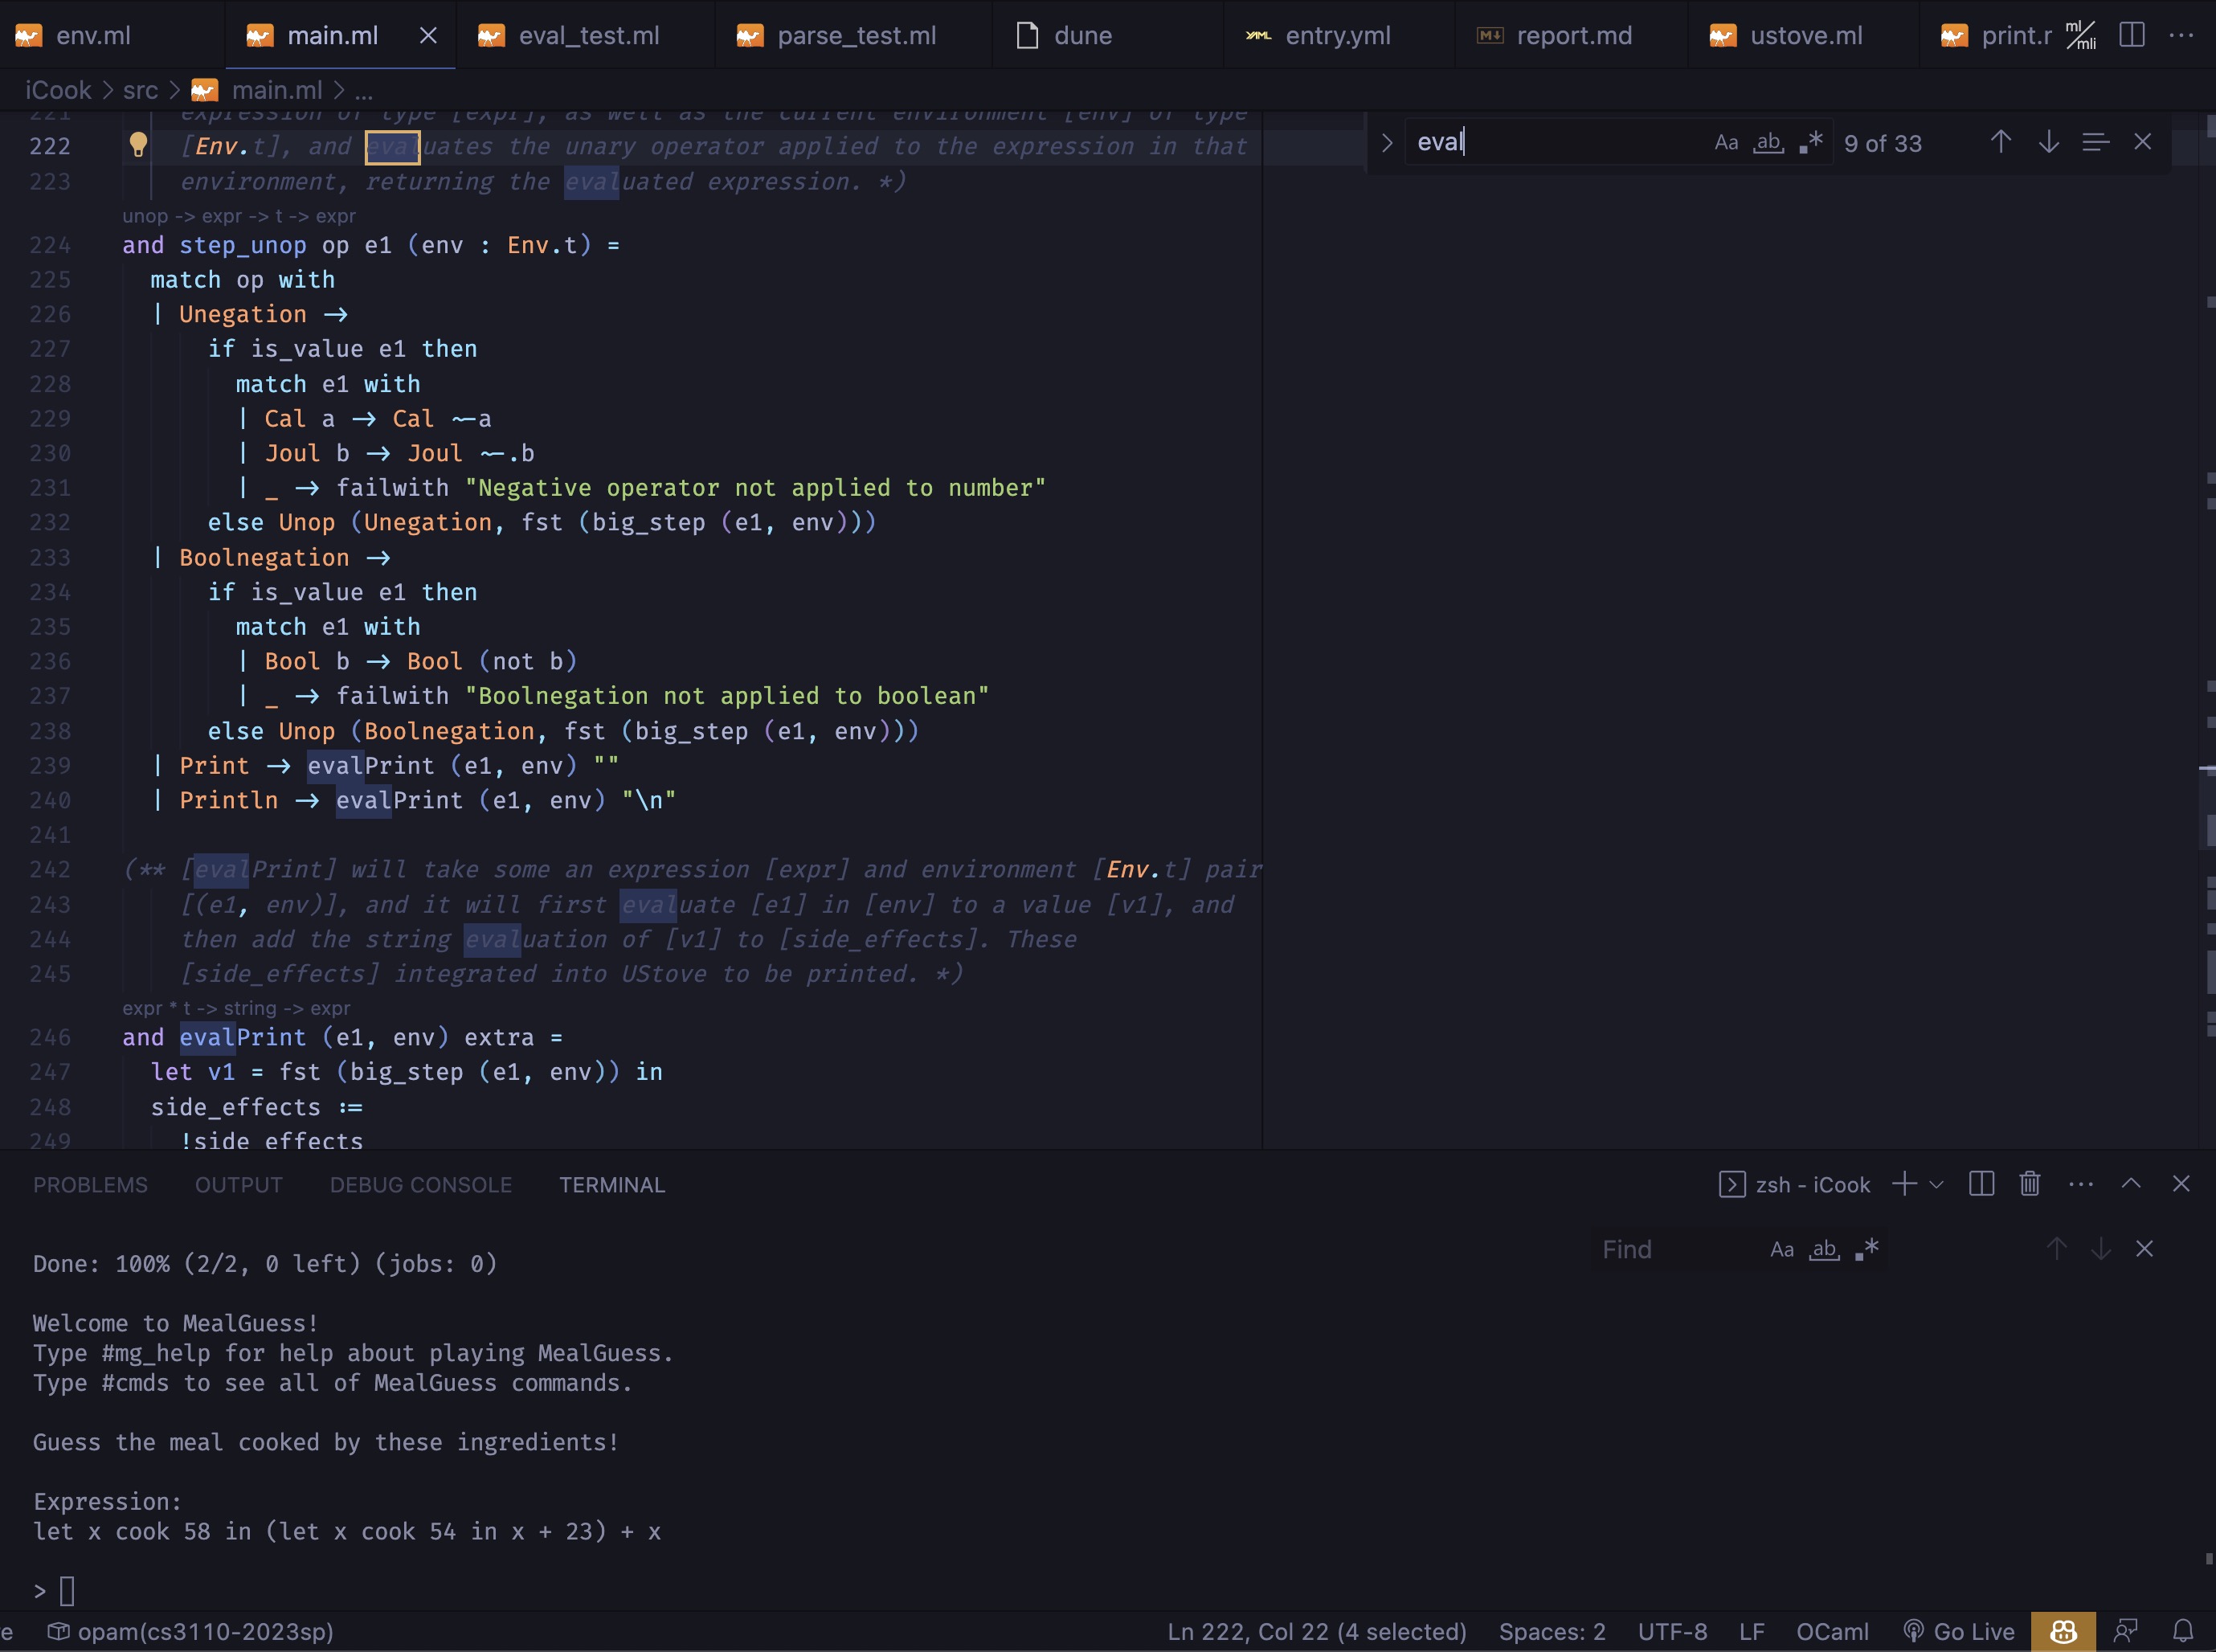 env.ml main.ml eval_test.ml parse_test.ml dune entry.yml report.md ustove.ml print.r ml/mli
iCook > src > main.ml > ...
221 expression of type [expr], as well as the current environment [env] of type
222 [Env.t], and evaluates the unary operator applied to the expression in that
223 environment, returning the evaluated expression. *)
unop -> expr -> t -> expr
224 and step_unop op e1 (env : Env.t) =
225 match op with
226 | Unegation ->
227 if is_value e1 then
228 match e1 with
229 | Cal a -> Cal ~-a
230 | Joul b -> Joul ~-.b
231 | _ -> failwith "Negative operator not applied to number"
232 else Unop (Unegation, fst (big_step (e1, env)))
233 | Boolnegation ->
234 if is_value e1 then
235 match e1 with
236 | Bool b -> Bool (not b)
237 | _ -> failwith "Boolnegation not applied to boolean"
238 else Unop (Boolnegation, fst (big_step (e1, env)))
239 | Print -> evalPrint (e1, env) ""
240 | Println -> evalPrint (e1, env) "\n"
241
242 (** [evalPrint] will take some an expression [expr] and environment [Env.t] pair
243 [(e1, env)], and it will first evaluate [e1] in [env] to a value [v1], and
244 then add the string evaluation of [v1] to [side_effects]. These
245 [side_effects] integrated into UStove to be printed. *)
expr * t -> string -> expr
246 and evalPrint (e1, env) extra =
247 let v1 = fst (big_step (e1, env)) in
248 side_effects :=
249 !side_effects
eval Aa ab .* 9 of 33
PROBLEMS OUTPUT DEBUG CONSOLE TERMINAL zsh - iCook
Find Aa ab .*
Done: 100% (2/2, 0 left) (jobs: 0)
Welcome to MealGuess!
Type #mg_help for help about playing MealGuess.
Type #cmds to see all of MealGuess commands.
Guess the meal cooked by these ingredients!
Expression:
let x cook 58 in (let x cook 54 in x + 23) + x
>
e opam(cs3110-2023sp) Ln 222, Col 22 (4 selected) Spaces: 2 UTF-8 LF OCaml Go Live